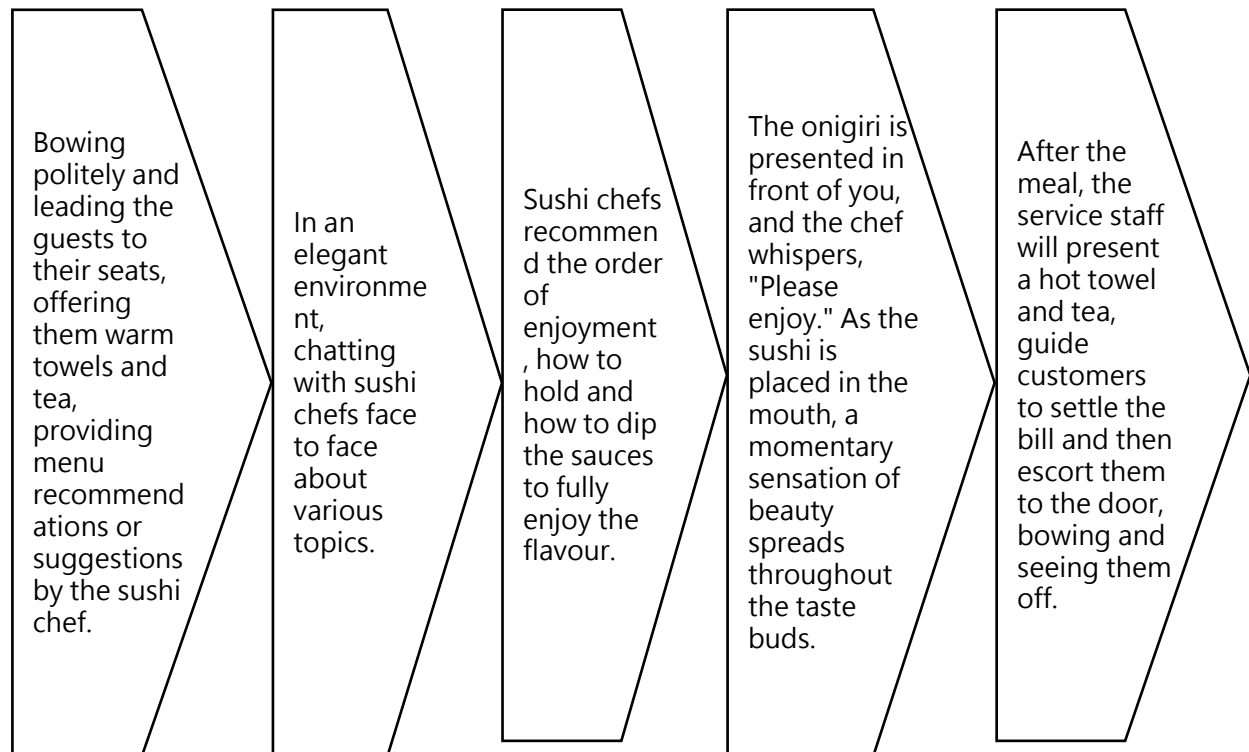 Bowing
politely and
leading the
guests to
their seats,
offering
them warm
towels and
tea,
providing
menu
recommend
ations or
suggestions
by the sushi
chef.
In an
elegant
environme
nt,
chatting
with sushi
chefs face
to face
about
various
topics.
Sushi chefs
recommen
d the order
of
enjoyment
, how to
hold and
how to dip
the sauces
to fully
enjoy the
flavour.
The onigiri is
presented in
front of you,
and the chef
whispers,
"Please
enjoy." As the
sushi is
placed in the
mouth, a
momentary
sensation of
beauty
spreads
throughout
the taste
buds.
After the
meal, the
service staff
will present
a hot towel
and tea,
guide
customers
to settle the
bill and then
escort them
to the door,
bowing and
seeing them
off.